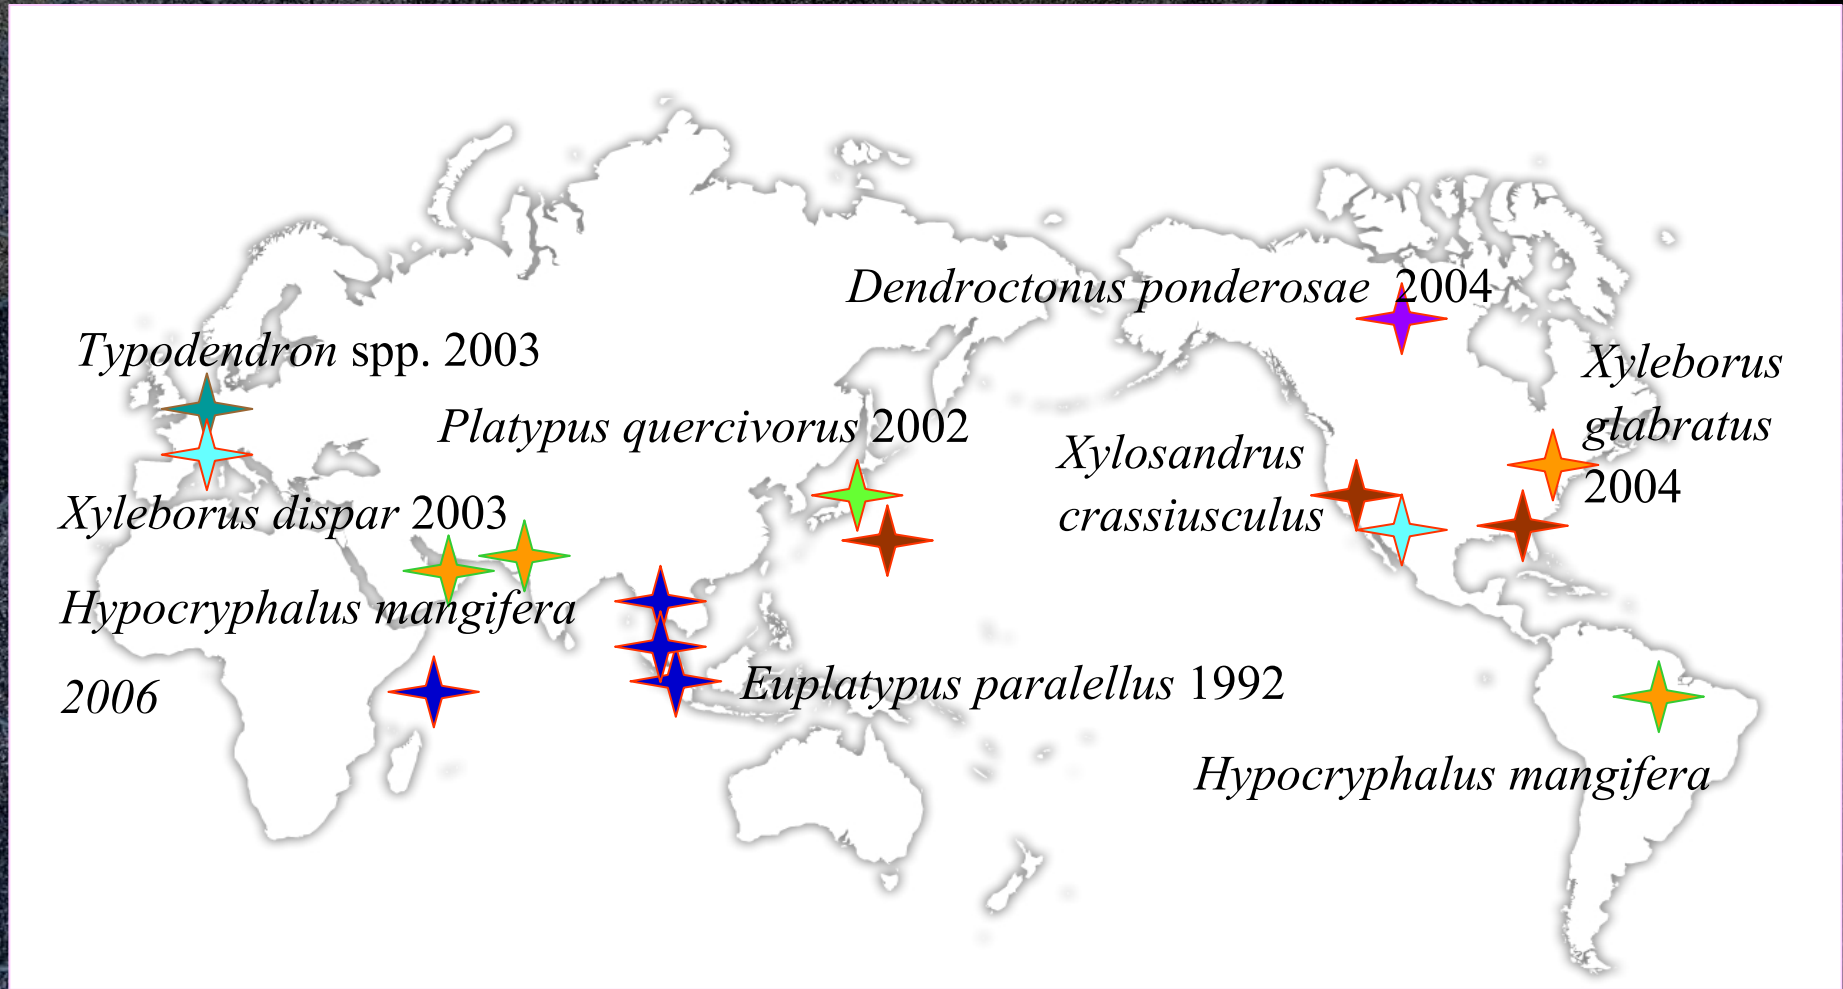 Dendroctonus ponderosae 2004
Typodendron spp. 2003
Xyleborus
glabratus
2004
Platypus quercivorus 2002
Xylosandrus
crassiusculus
Xyleborus dispar 2003
Hypocryphalus mangifera
2006
Euplatypus paralellus 1992
Hypocryphalus mangifera